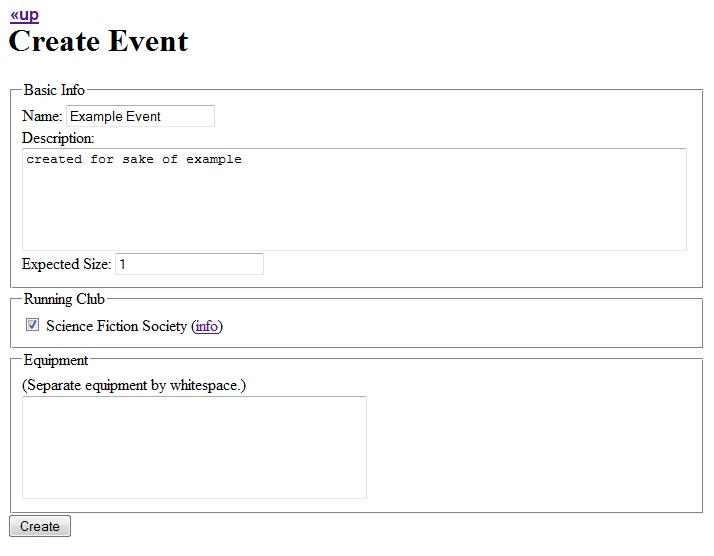 «up
Create Event
Basic Info
Name: Example Event
Description:
created for sake of example
Expected Size: 1
Running Club
Science Fiction Society (info)
Equipment
(Separate equipment by whitespace.)
Create